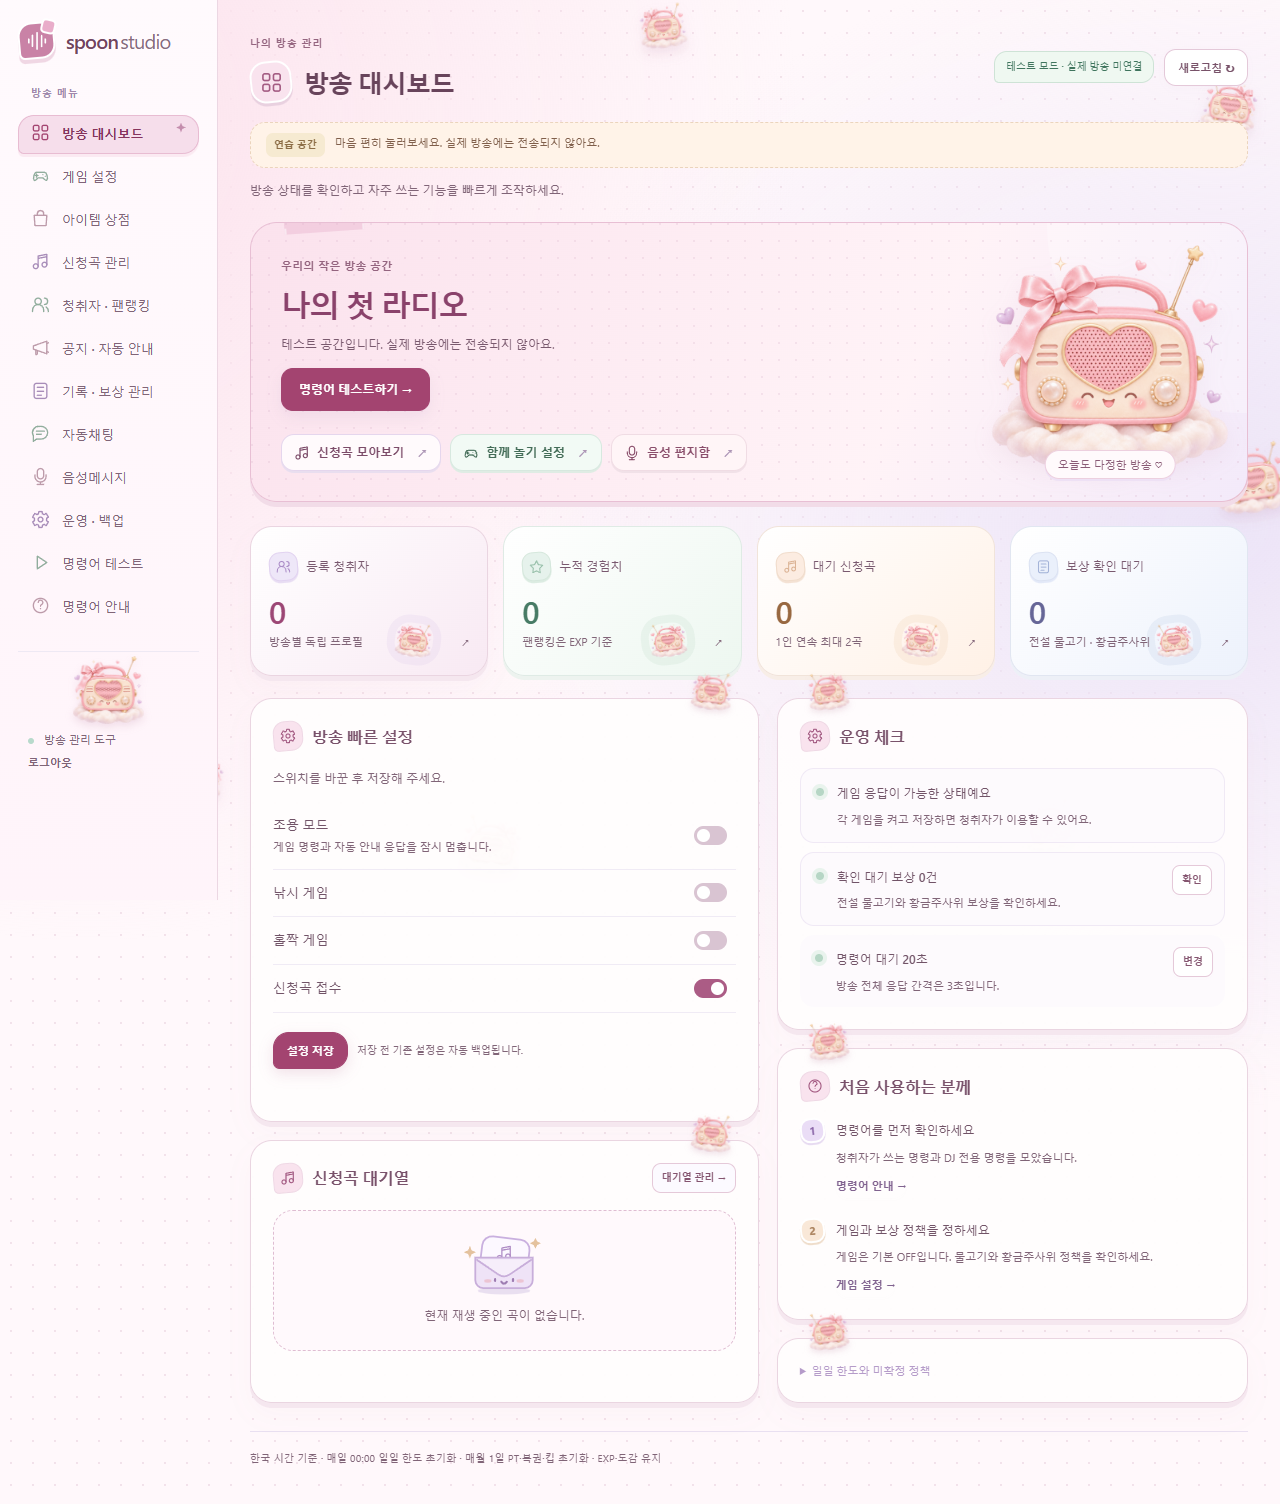 spoon studio
방송 메뉴
방송 대시보드
게임 설정
아이템 상점
신청곡 관리
청취자 · 팬랭킹
공지 · 자동 안내
기록 · 보상 관리
자동채팅
음성메시지
운영 · 백업
명령어 테스트
명령어 안내
방송 관리 도구
로그아웃
나의 방송 관리
방송 대시보드
테스트 모드 · 실제 방송 미연결
새로고침 ↻
연습 공간
마음 편히 눌러보세요. 실제 방송에는 전송되지 않아요.
방송 상태를 확인하고 자주 쓰는 기능을 빠르게 조작하세요.
우리의 작은 방송 공간
나의 첫 라디오
테스트 공간입니다. 실제 방송에는 전송되지 않아요.
명령어 테스트하기 →
신청곡 모아보기 ↗
함께 놀기 설정 ↗
음성 편지함 ↗
오늘도 다정한 방송 ♡
등록 청취자
0
방송별 독립 프로필 ↗
누적 경험치
0
팬랭킹은 EXP 기준 ↗
대기 신청곡
0
1인 연속 최대 2곡 ↗
보상 확인 대기
0
전설 물고기 · 황금주사위 ↗
방송 빠른 설정
스위치를 바꾼 후 저장해 주세요.
조용 모드
게임 명령과 자동 안내 응답을 잠시 멈춥니다.
낚시 게임
홀짝 게임
신청곡 접수
설정 저장
저장 전 기존 설정은 자동 백업됩니다.
신청곡 대기열
대기열 관리 →
현재 재생 중인 곡이 없습니다.
운영 체크
게임 응답이 가능한 상태예요
각 게임을 켜고 저장하면 청취자가 이용할 수 있어요.
확인 대기 보상 0건
전설 물고기와 황금주사위 보상을 확인하세요.
확인
명령어 대기 20초
방송 전체 응답 간격은 3초입니다.
변경
처음 사용하는 분께
1
명령어를 먼저 확인하세요
청취자가 쓰는 명령과 DJ 전용 명령을 모았습니다.
명령어 안내 →
2
게임과 보상 정책을 정하세요
게임은 기본 OFF입니다. 물고기와 황금주사위 정책을 확인하세요.
게임 설정 →
▶ 일일 한도와 미확정 정책
한국 시간 기준 · 매일 00:00 일일 한도 초기화 · 매월 1일 PT·복권·킵 초기화 · EXP·도감 유지